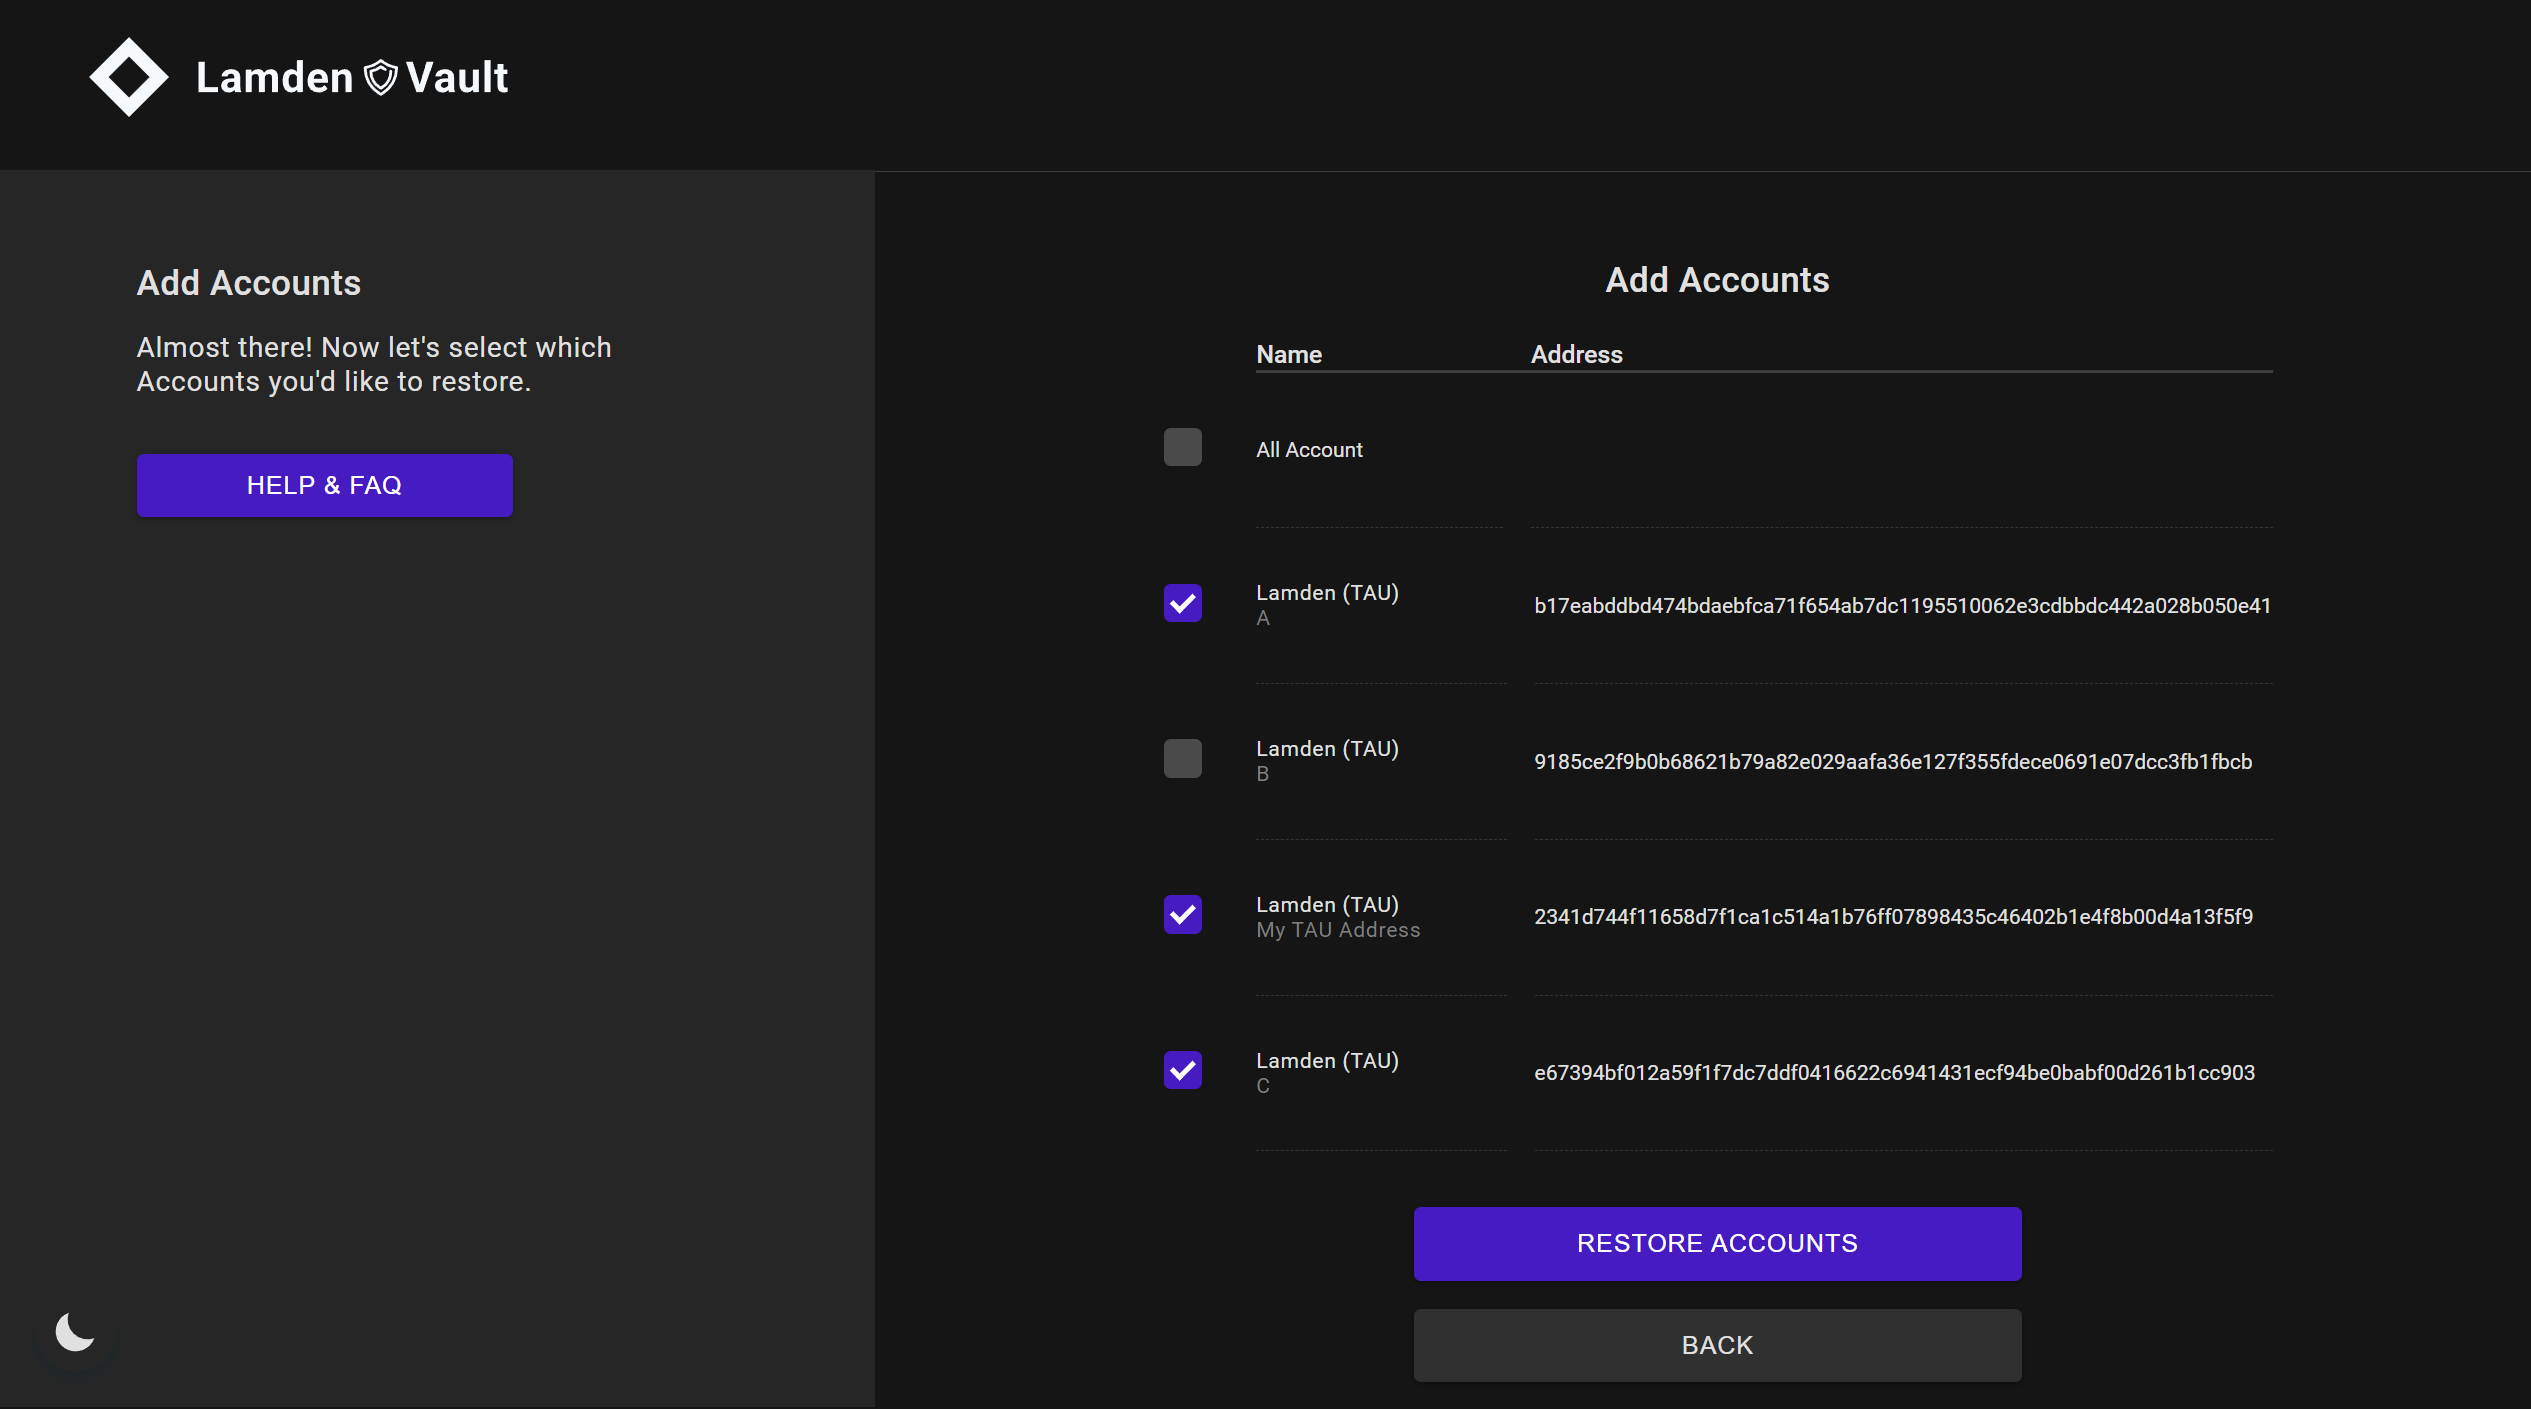 Lamden Vault
Add Accounts
Almost there! Now let's select which
Accounts you'd like to restore.
HELP & FAQ
Add Accounts
Name Address
All Account
Lamden (TAU)
A
b17eabddbd474bdaebfca71f654ab7dc1195510062e3cdbbdc442a028b050e41
Lamden (TAU)
B
9185ce2f9b0b68621b79a82e029aafa36e127f355fdece0691e07dcc3fb1fbcb
Lamden (TAU)
My TAU Address
2341d744f11658d7f1ca1c514a1b76ff07898435c46402b1e4f8b00d4a13f5f9
Lamden (TAU)
C
e67394bf012a59f1f7dc7ddf0416622c6941431ecf94be0babf00d261b1cc903
RESTORE ACCOUNTS
BACK